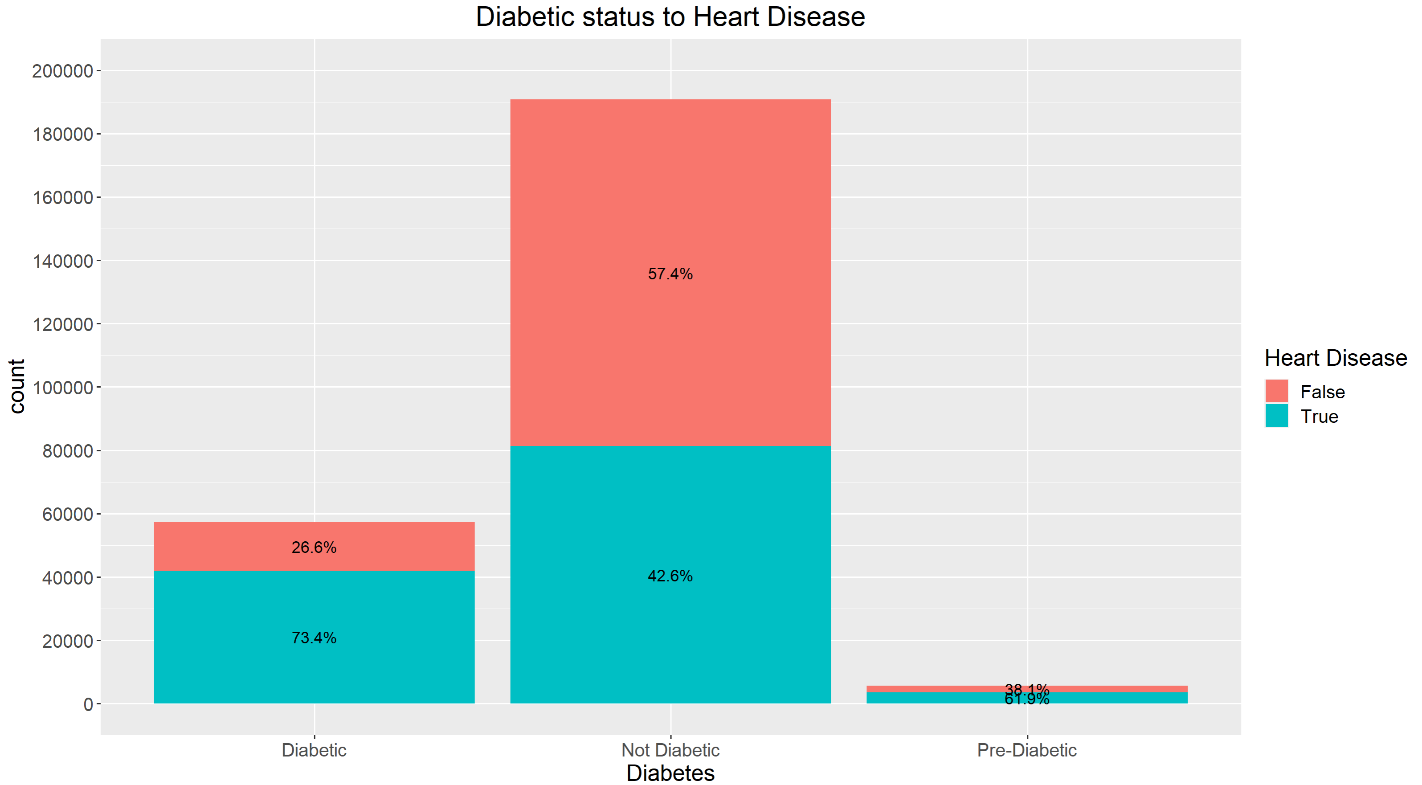 Diabetic status to Heart Disease
200000
180000
160000
140000
120000
100000
80000
60000
40000
20000
0
count
57.4%
42.6%
26.6%
73.4%
38.1%
61.9%
Diabetic
Not Diabetic
Pre-Diabetic
Diabetes
Heart Disease
False
True